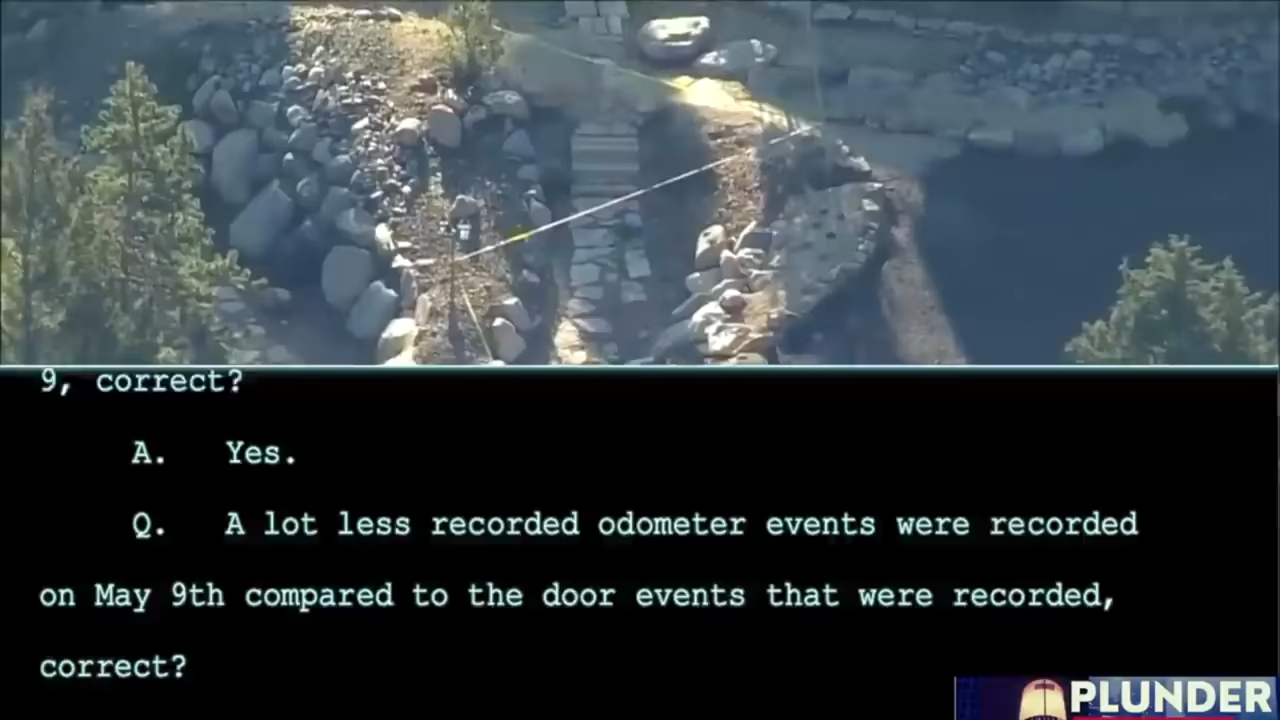 9, correct?
A. Yes.
Q. A lot less recorded odometer events were recorded
on May 9th compared to the door events that were recorded,
correct?
PLUNDER